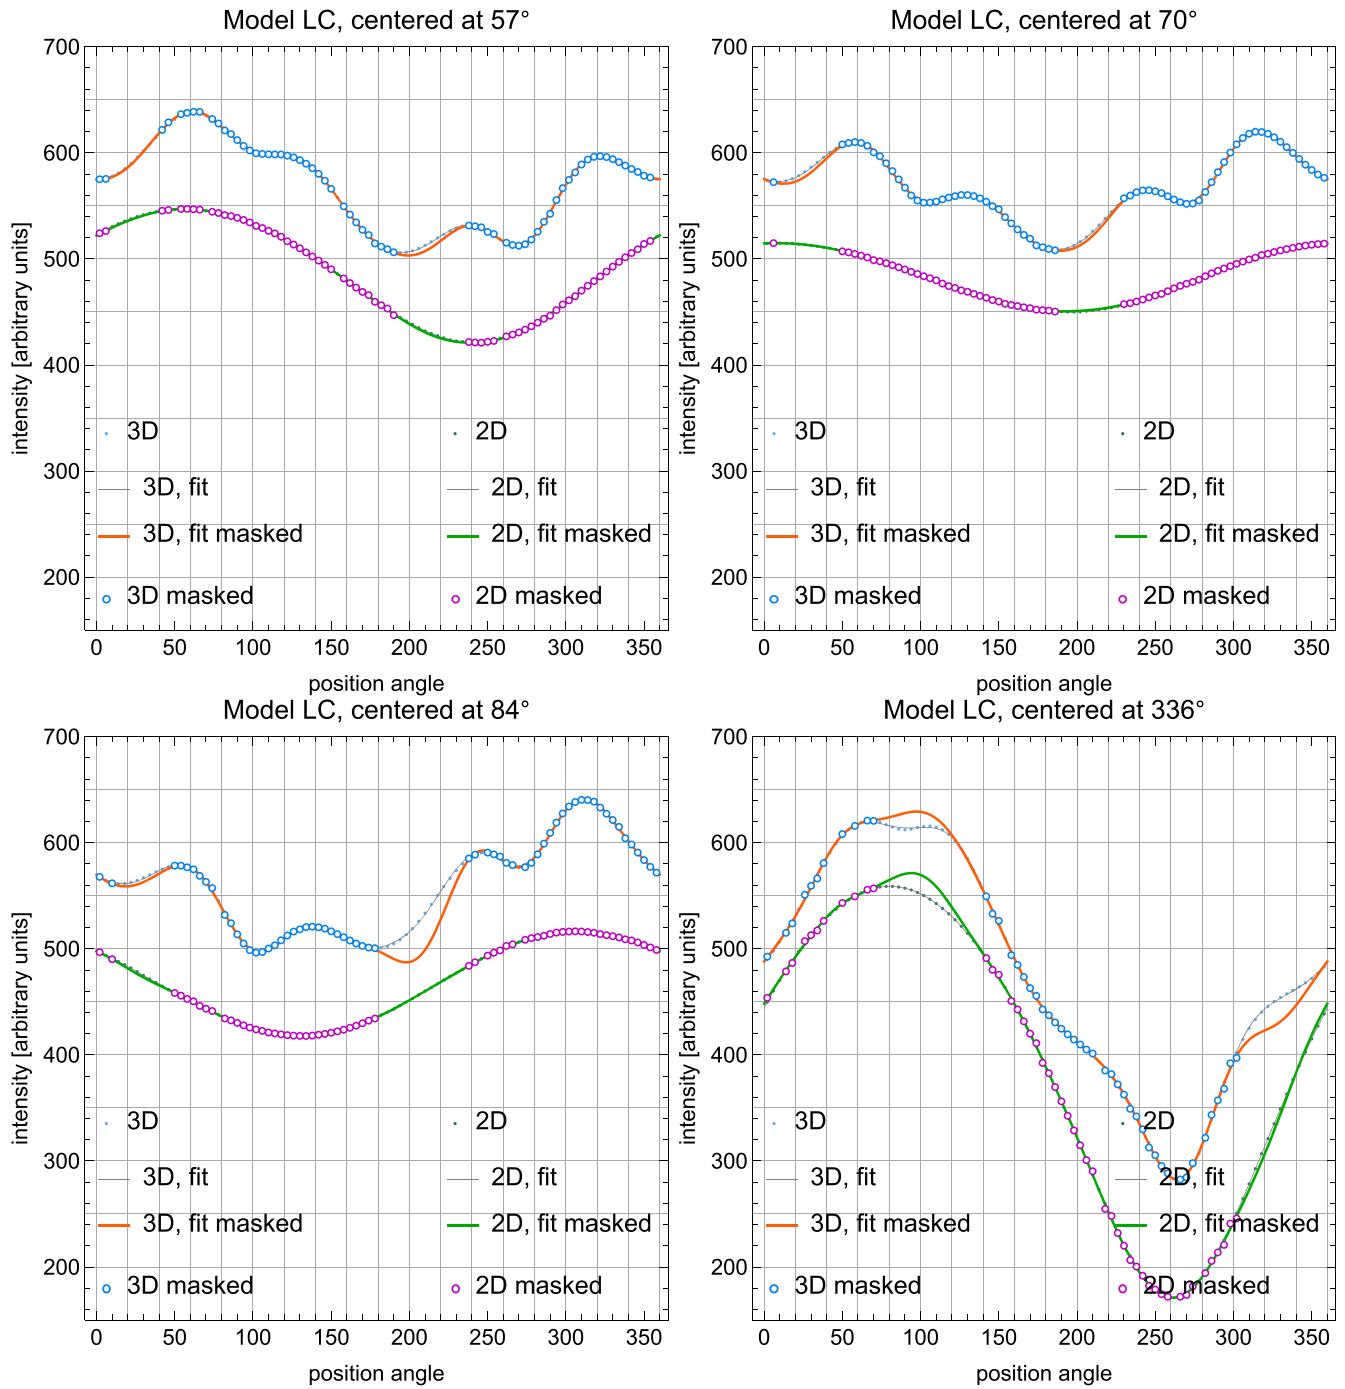 Model LC, centered at 57°
700
600
500
400
300
200
intensity [arbitrary units]
3D 2D
3D, fit 2D, fit
3D, fit masked 2D, fit masked
3D masked 2D masked
0 50 100 150 200 250 300 350
position angle
Model LC, centered at 70°
700
600
500
400
300
200
intensity [arbitrary units]
3D 2D
3D, fit 2D, fit
3D, fit masked 2D, fit masked
3D masked 2D masked
0 50 100 150 200 250 300 350
position angle
Model LC, centered at 84°
700
600
500
400
300
200
intensity [arbitrary units]
3D 2D
3D, fit 2D, fit
3D, fit masked 2D, fit masked
3D masked 2D masked
0 50 100 150 200 250 300 350
position angle
Model LC, centered at 336°
700
600
500
400
300
200
intensity [arbitrary units]
3D 2D
3D, fit 2D, fit
3D, fit masked 2D, fit masked
3D masked 2D masked
0 50 100 150 200 250 300 350
position angle